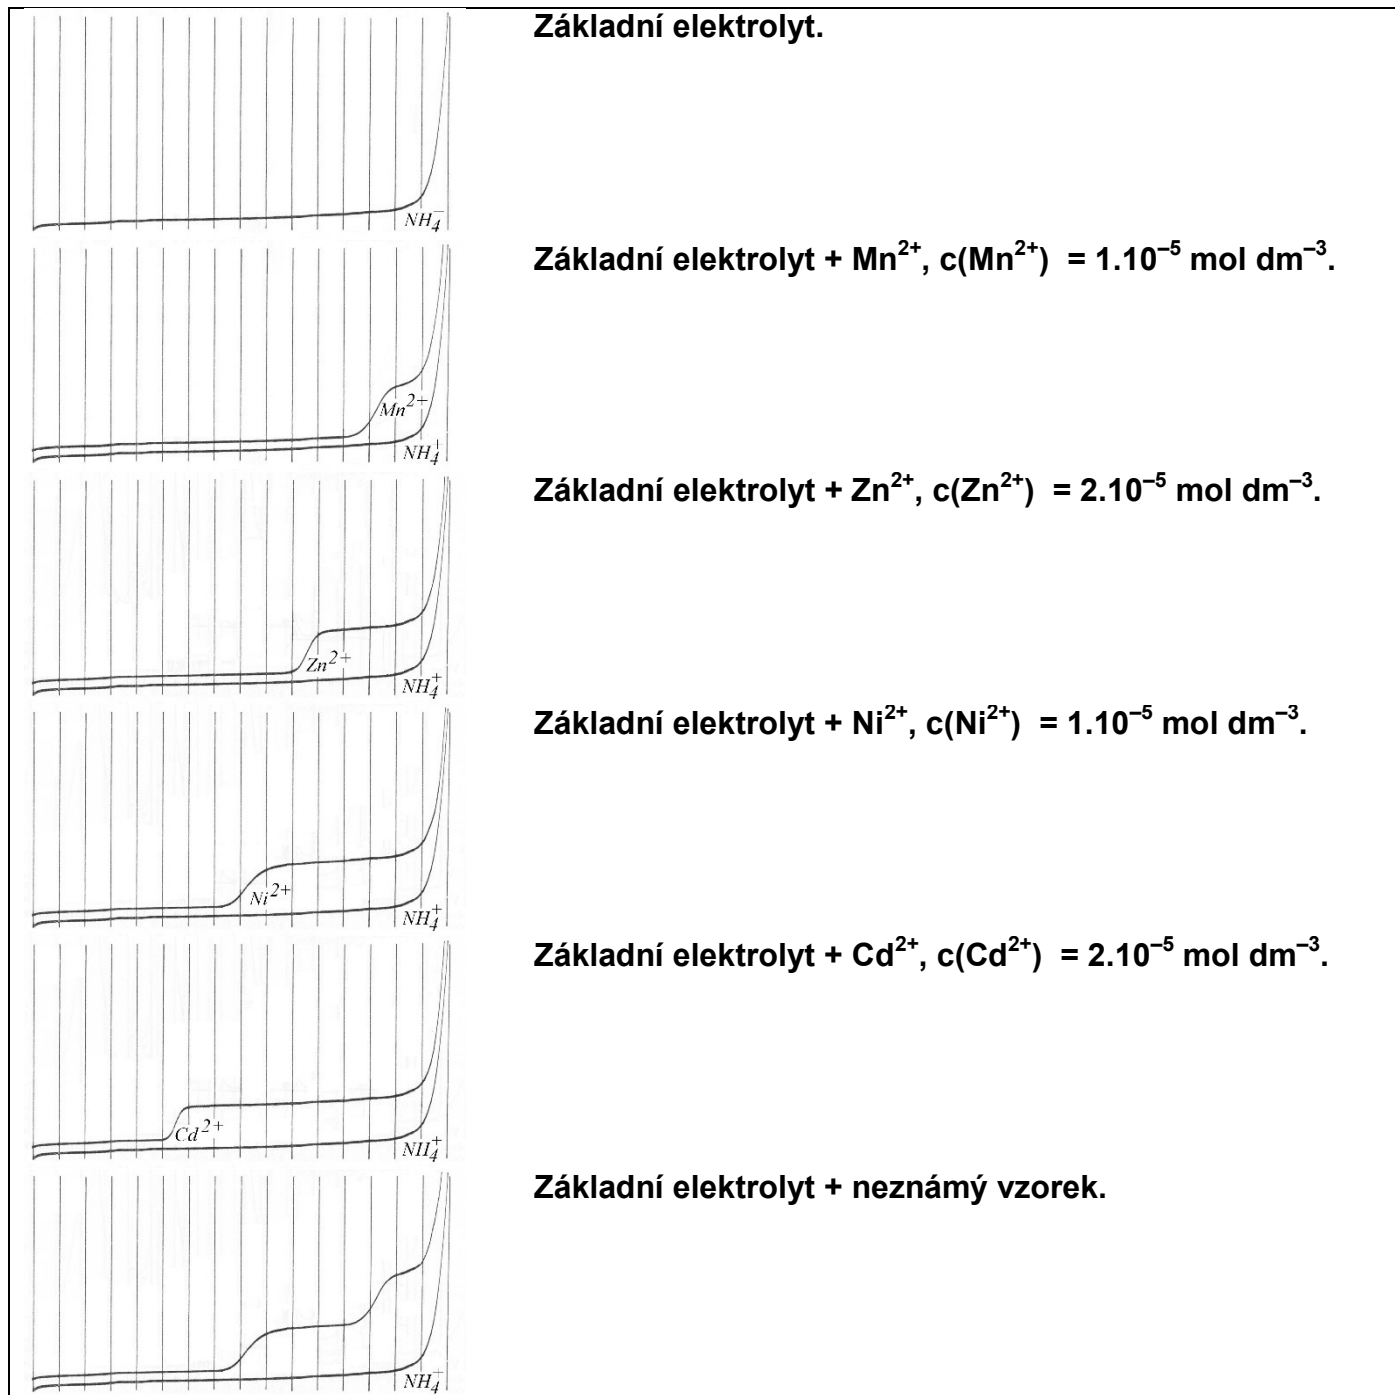 Základní elektrolyt.
NH₄⁻
Základní elektrolyt + Mn²⁺, c(Mn²⁺) = 1.10⁻⁵ mol dm⁻³.
Mn²⁺
NH₄⁺
Základní elektrolyt + Zn²⁺, c(Zn²⁺) = 2.10⁻⁵ mol dm⁻³.
Zn²⁺
NH₄⁺
Základní elektrolyt + Ni²⁺, c(Ni²⁺) = 1.10⁻⁵ mol dm⁻³.
Ni²⁺
NH₄⁺
Základní elektrolyt + Cd²⁺, c(Cd²⁺) = 2.10⁻⁵ mol dm⁻³.
Cd²⁺
NH₄⁺
Základní elektrolyt + neznámý vzorek.
NH₄⁺